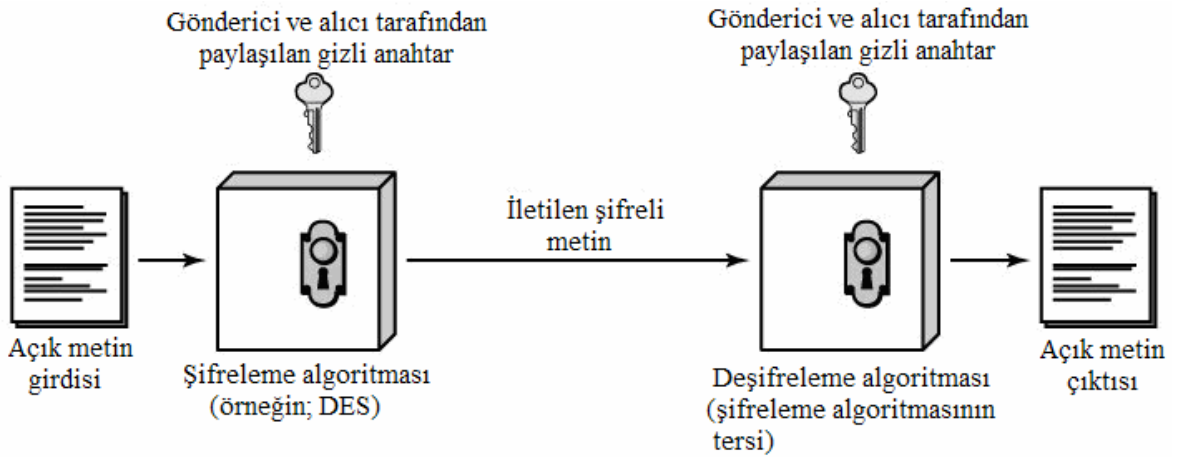 Gönderici ve alıcı tarafından
paylaşılan gizli anahtar
Gönderici ve alıcı tarafından
paylaşılan gizli anahtar
İletilen şifreli
metin
Açık metin
girdisi
Şifreleme algoritması
(örneğin; DES)
Deşifreleme algoritması
(şifreleme algoritmasının
tersi)
Açık metin
çıktısı